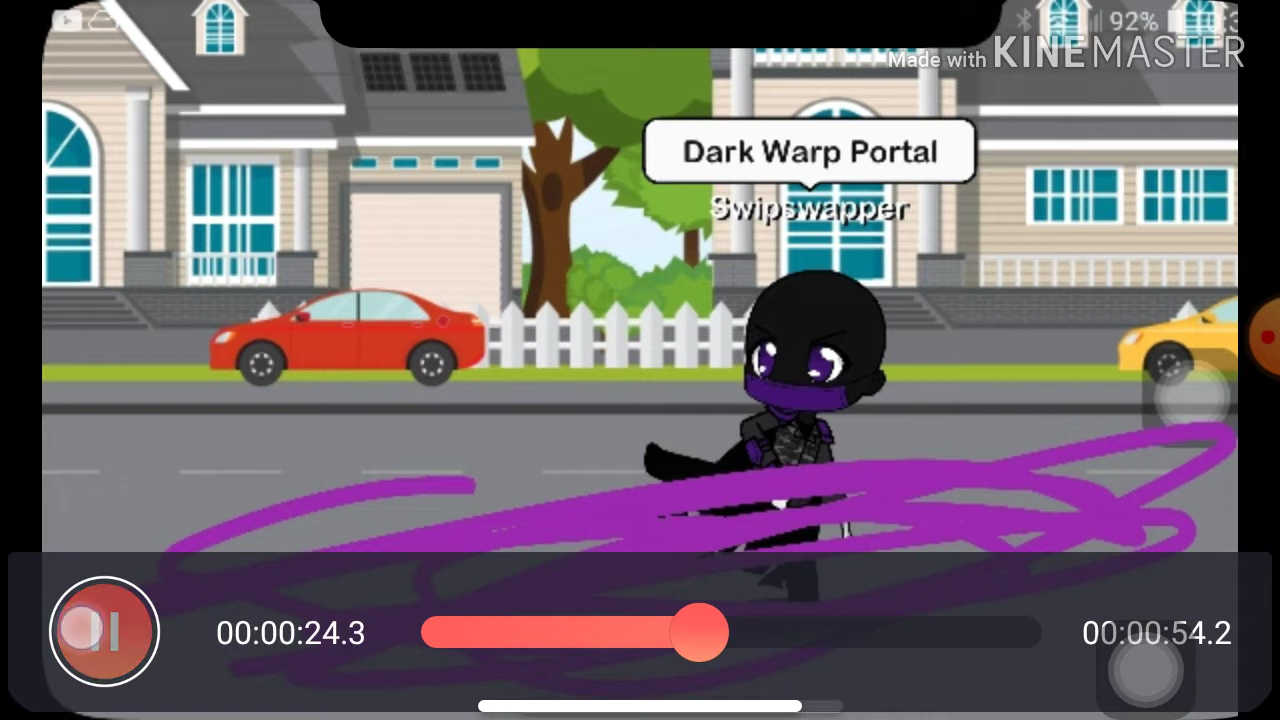 92%
Made with KINEMASTER
Dark Warp Portal
Swipswapper
00:00:24.3
00:00:54.2